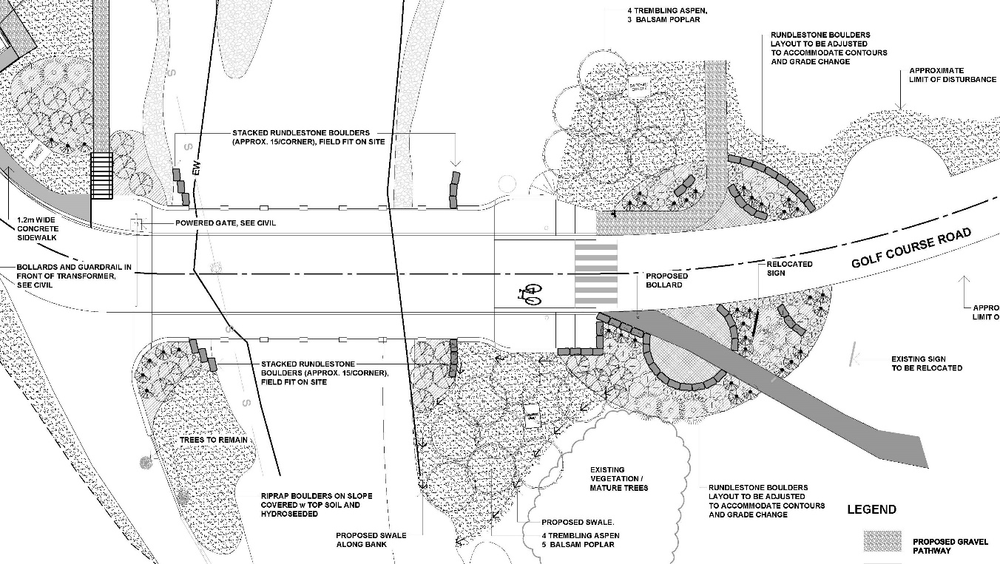 4 TREMBLING ASPEN,
3 BALSAM POPLAR
RUNDLESTONE BOULDERS
LAYOUT TO BE ADJUSTED
TO ACCOMMODATE CONTOURS
AND GRADE CHANGE
APPROXIMATE
LIMIT OF DISTURBANCE
S
STACKED RUNDLESTONE BOULDERS
(APPROX. 15/CORNER), FIELD FIT ON SITE
S
EW
1.2m WIDE
CONCRETE
SIDEWALK
POWERED GATE, SEE CIVIL
BOLLARDS AND GUARDRAIL IN
FRONT OF TRANSFORMER,
SEE CIVIL
GOLF COURSE ROAD
RELOCATED
SIGN
PROPOSED
BOLLARD
APPRO
LIMIT O
S
STACKED RUNDLESTONE
BOULDERS (APPROX. 15/CORNER),
FIELD FIT ON SITE
EXISTING SIGN
TO BE RELOCATED
S
TREES TO REMAIN
EXISTING
VEGETATION /
MATURE TREES
RIPRAP BOULDERS ON SLOPE
COVERED w TOP SOIL AND
HYDROSEEDED
RUNDLESTONE BOULDERS
LAYOUT TO BE ADJUSTED
TO ACCOMMODATE CONTOURS
AND GRADE CHANGE
PROPOSED SWALE
ALONG BANK
PROPOSED SWALE.
4 TREMBLING ASPEN
5 BALSAM POPLAR
LEGEND
PROPOSED GRAVEL
PATHWAY